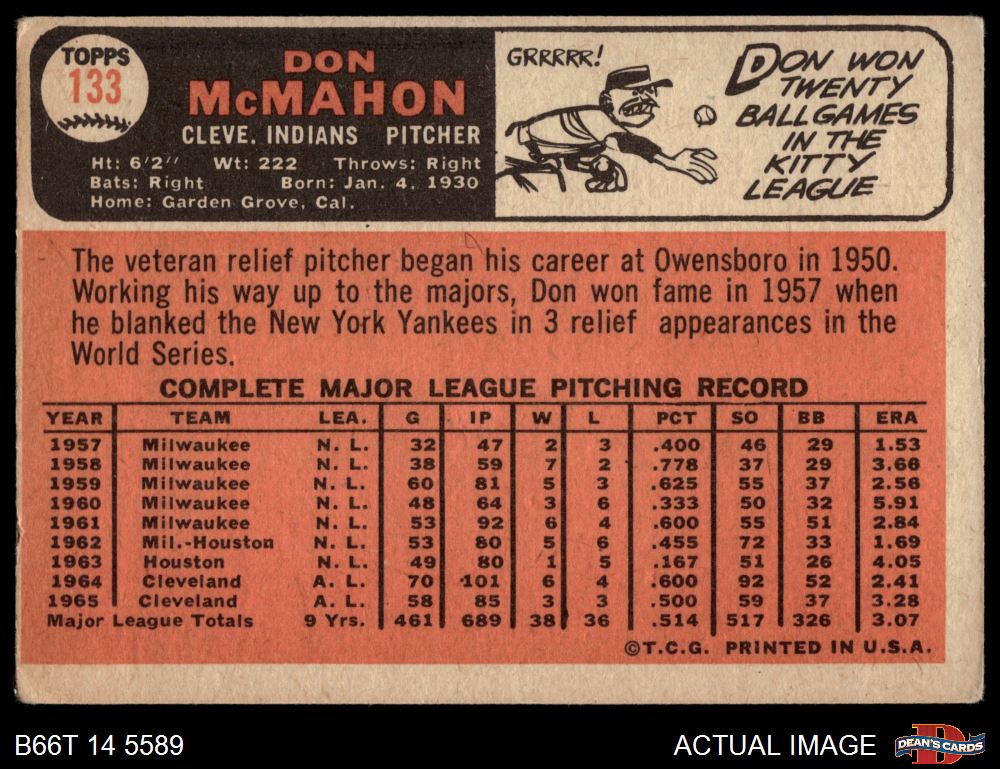 TOPPS
133
DON
McMAHON
CLEVE. INDIANS PITCHER
Ht: 6'2'' Wt: 222 Throws: Right
Bats: Right Born: Jan. 4, 1930
Home: Garden Grove, Cal.
GRRRRR!
DON WON
TWENTY
BALLGAMES
IN THE
KITTY
LEAGUE
The veteran relief pitcher began his career at Owensboro in 1950.
Working his way up to the majors, Don won fame in 1957 when
he blanked the New York Yankees in 3 relief appearances in the
World Series.
COMPLETE MAJOR LEAGUE PITCHING RECORD
YEAR TEAM LEA. G IP W L PCT SO BB ERA
1957 Milwaukee N. L. 32 47 2 3 .400 46 29 1.53
1958 Milwaukee N. L. 38 59 7 2 .778 37 29 3.66
1959 Milwaukee N. L. 60 81 5 3 .625 55 37 2.56
1960 Milwaukee N. L. 48 64 3 6 .333 50 32 5.91
1961 Milwaukee N. L. 53 92 6 4 .600 55 51 2.84
1962 Mil.-Houston N. L. 53 80 5 6 .455 72 33 1.69
1963 Houston N. L. 49 80 1 5 .167 51 26 4.05
1964 Cleveland A. L. 70 101 6 4 .600 92 52 2.41
1965 Cleveland A. L. 58 85 3 3 .500 59 37 3.28
Major League Totals 9 Yrs. 461 689 38 36 .514 517 326 3.07
©T.C.G. PRINTED IN U.S.A.
B66T 14 5589
ACTUAL IMAGE
D
DEAN'S CARDS